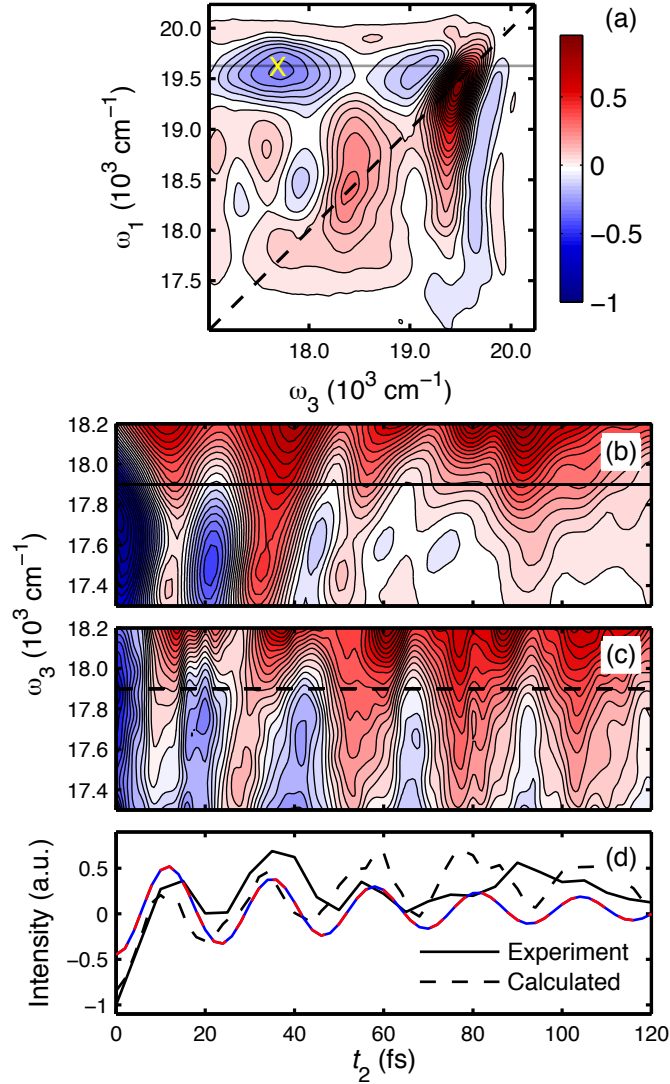 (a)
20.0
19.5
19.0
18.5
18.0
17.5
ω₁ (10³ cm⁻¹)
18.0 19.0 20.0
ω₃ (10³ cm⁻¹)
0.5
0
−0.5
−1
X
18.2
18.0
17.8
17.6
17.4
(b)
18.2
18.0
17.8
17.6
17.4
(c)
ω₃ (10³ cm⁻¹)
(d)
0.5
0
−0.5
−1
Intensity (a.u.)
Experiment
Calculated
0 20 40 60 80 100 120
t₂ (fs)